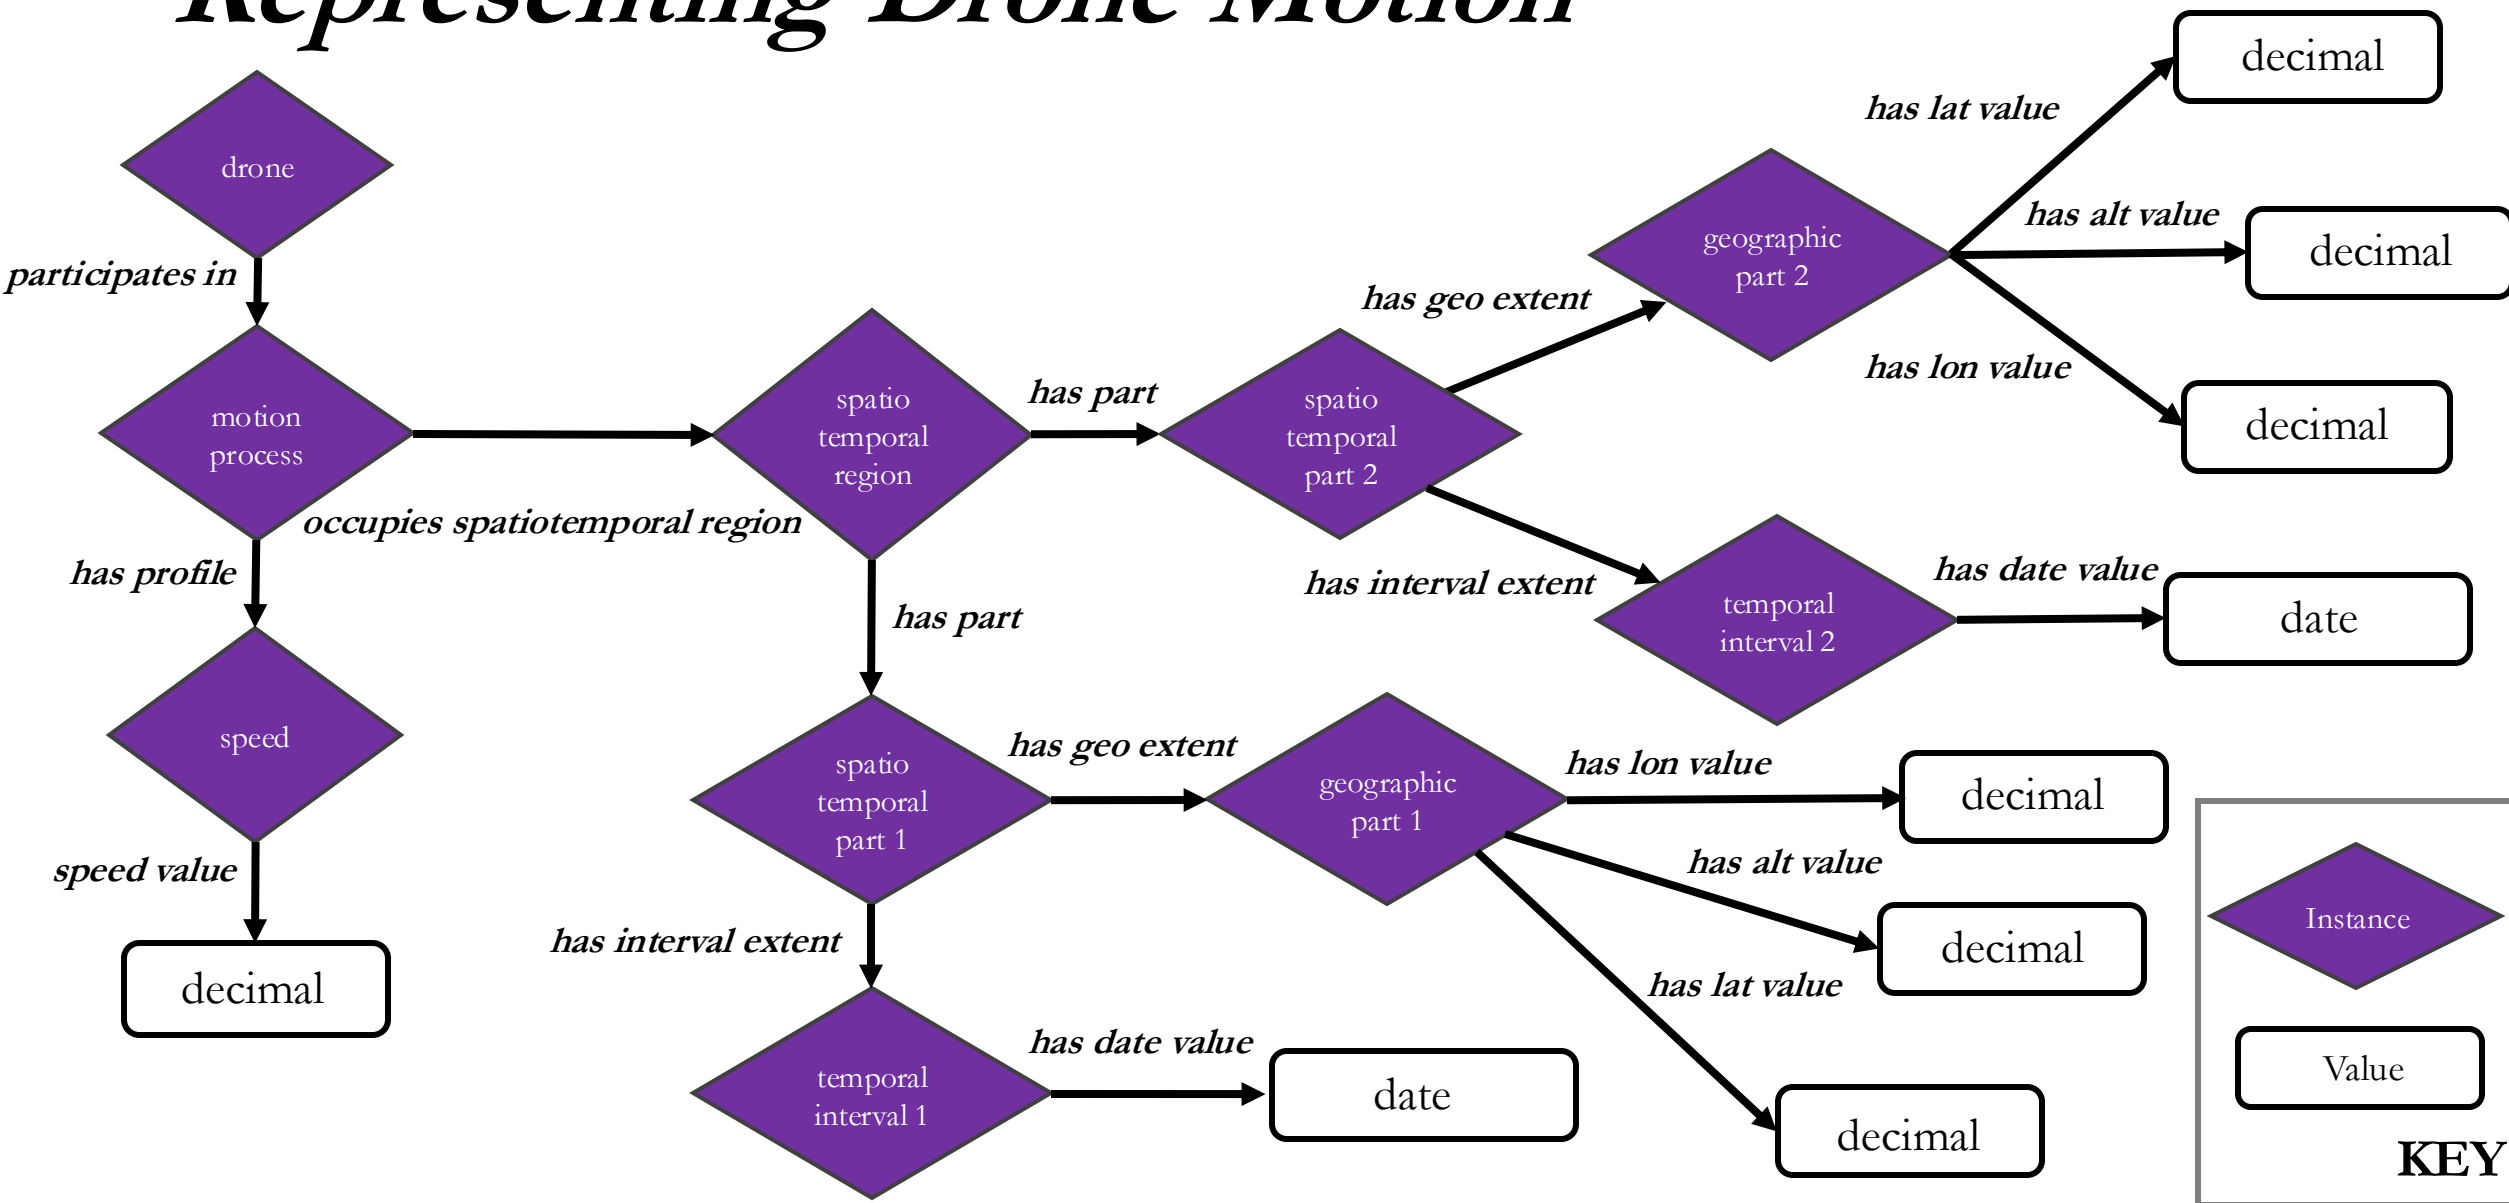 Representing Drone Motion
drone
participates in
motion
process
occupies spatiotemporal region
has profile
speed
speed value
decimal
spatio
temporal
region
has part
spatio
temporal
part 2
has geo extent
geographic
part 2
has lat value
decimal
has alt value
decimal
has lon value
decimal
has interval extent
temporal
interval 2
has date value
date
has part
spatio
temporal
part 1
has geo extent
geographic
part 1
has lon value
decimal
has alt value
decimal
has lat value
decimal
has interval extent
temporal
interval 1
has date value
date
Instance
Value
KEY